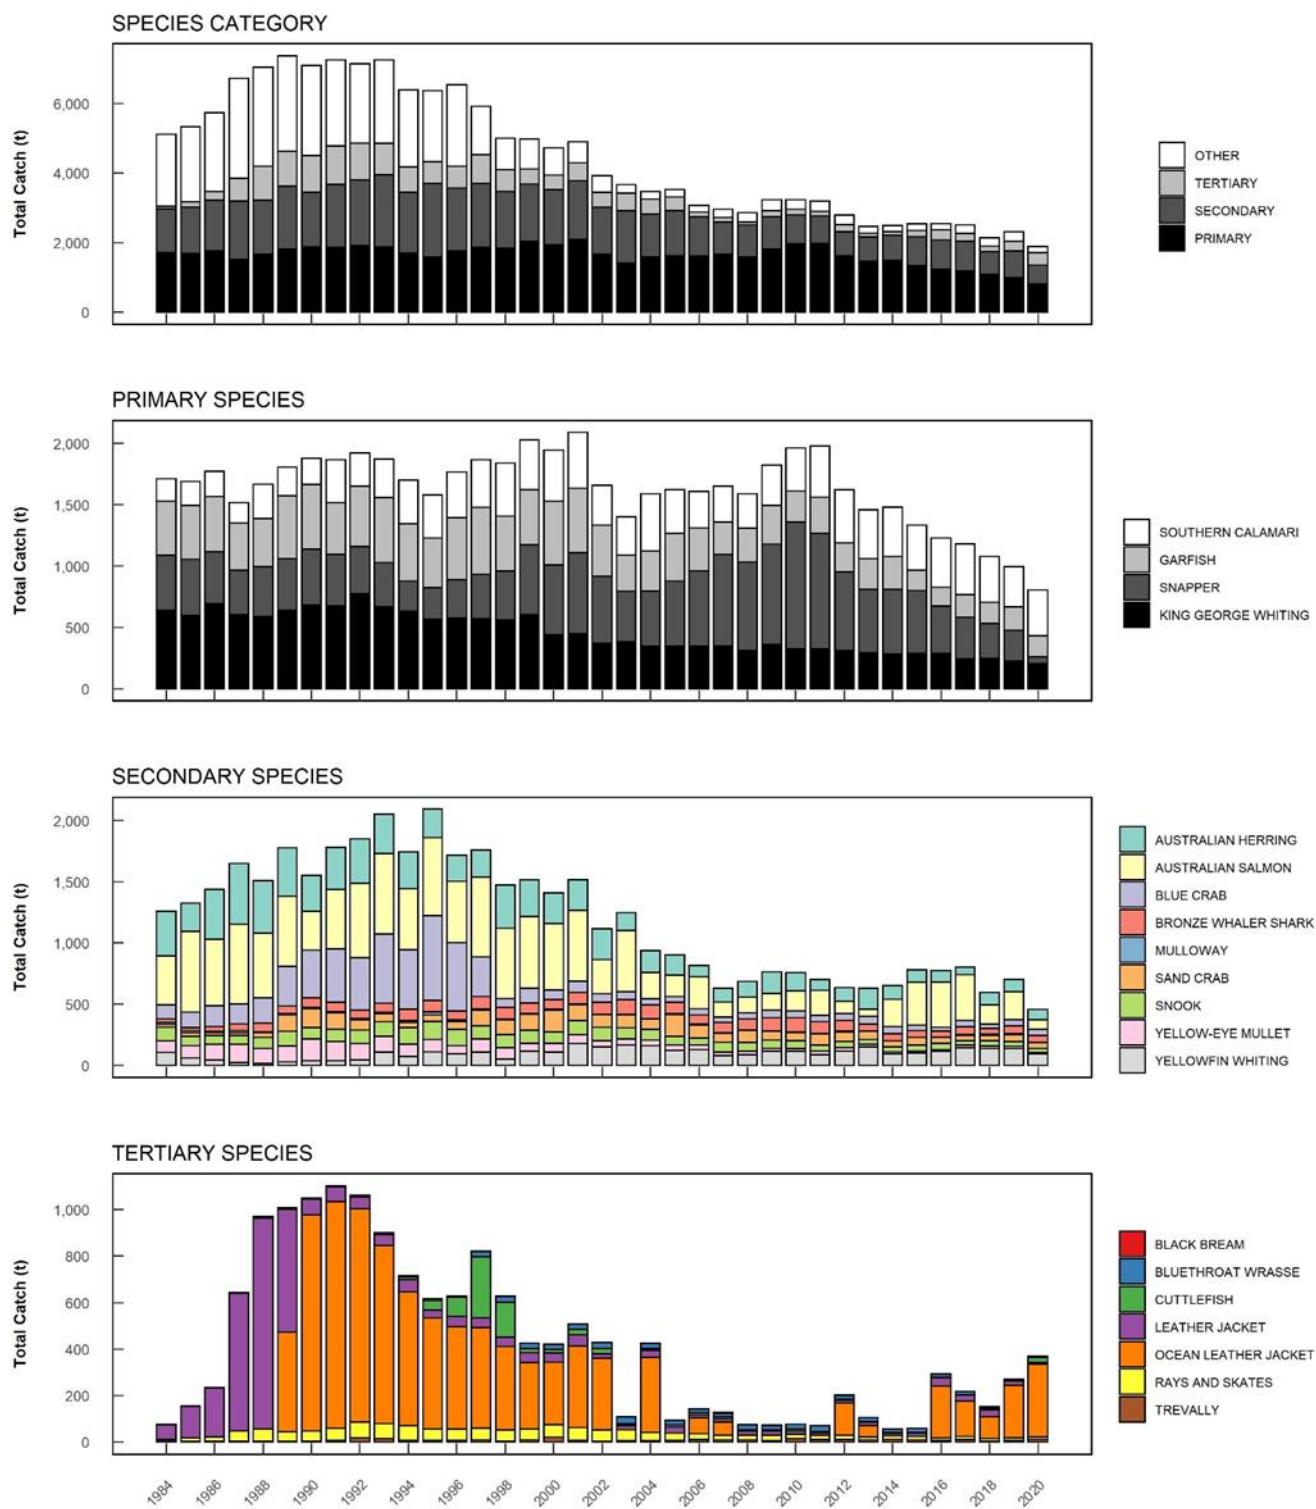 SPECIES CATEGORY
Total Catch (t)
6,000
4,000
2,000
0
OTHER
TERTIARY
SECONDARY
PRIMARY
PRIMARY SPECIES
Total Catch (t)
2,000
1,500
1,000
500
0
SOUTHERN CALAMARI
GARFISH
SNAPPER
KING GEORGE WHITING
SECONDARY SPECIES
Total Catch (t)
2,000
1,500
1,000
500
0
AUSTRALIAN HERRING
AUSTRALIAN SALMON
BLUE CRAB
BRONZE WHALER SHARK
MULLOWAY
SAND CRAB
SNOOK
YELLOW-EYE MULLET
YELLOWFIN WHITING
TERTIARY SPECIES
Total Catch (t)
1,000
800
600
400
200
0
BLACK BREAM
BLUETHROAT WRASSE
CUTTLEFISH
LEATHER JACKET
OCEAN LEATHER JACKET
RAYS AND SKATES
TREVALLY
1984 1986 1988 1990 1992 1994 1996 1998 2000 2002 2004 2006 2008 2010 2012 2014 2016 2018 2020